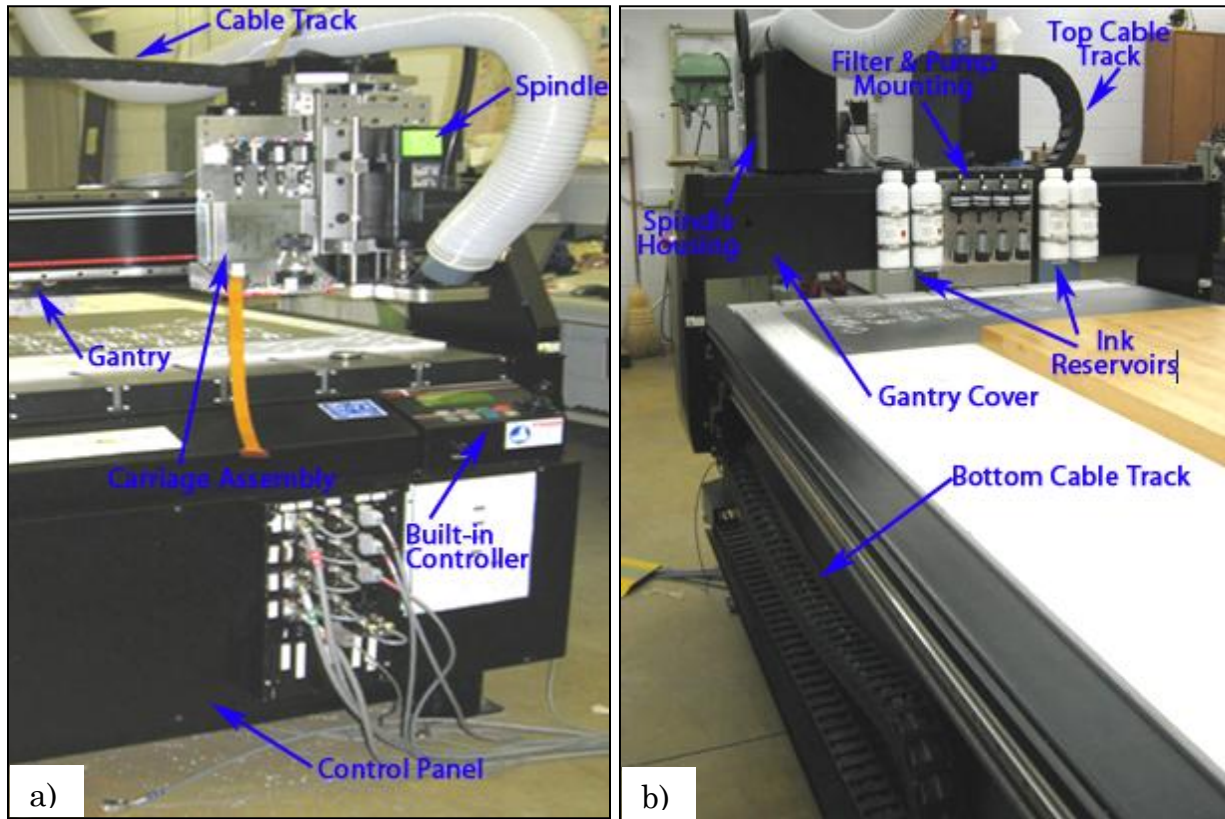 Cable Track
Spindle
Gantry
Carriage Assembly
Built-in
Controller
Control Panel
a)
Top Cable
Track
Filter & Pump
Mounting
Spindle
Housing
Ink
Reservoirs
Gantry Cover
Bottom Cable Track
b)